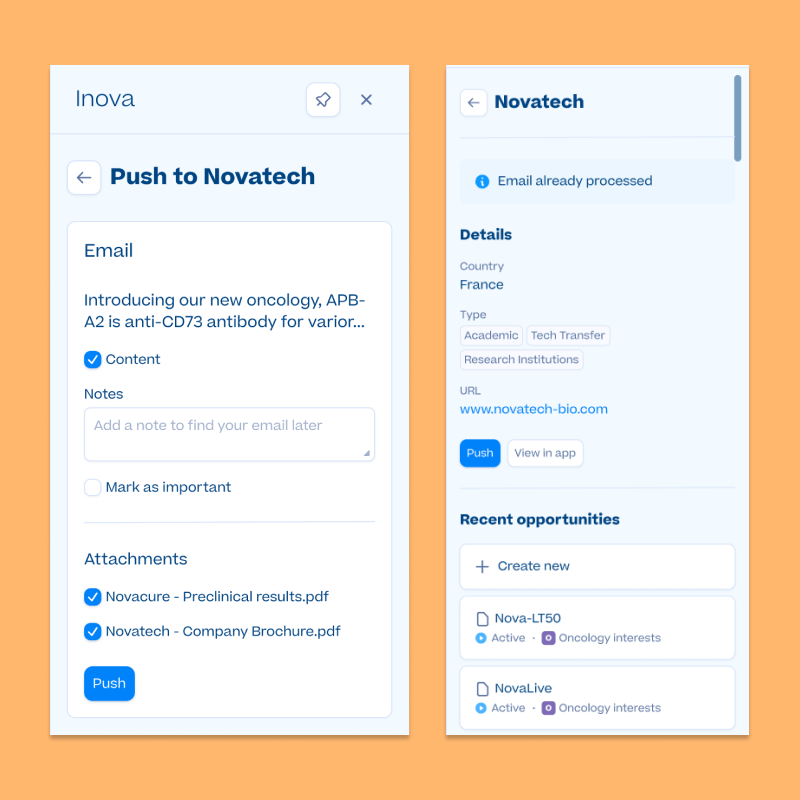 Inova
Push to Novatech
Email
Introducing our new oncology, APB-
A2 is anti-CD73 antibody for varior...
Content
Notes
Add a note to find your email later
Mark as important
Attachments
Novacure - Preclinical results.pdf
Novatech - Company Brochure.pdf
Push
Novatech
Email already processed
Details
Country
France
Type
Academic Tech Transfer
Research Institutions
URL
www.novatech-bio.com
Push View in app
Recent opportunities
Create new
Nova-LT50
Active · O Oncology interests
NovaLive
Active · O Oncology interests